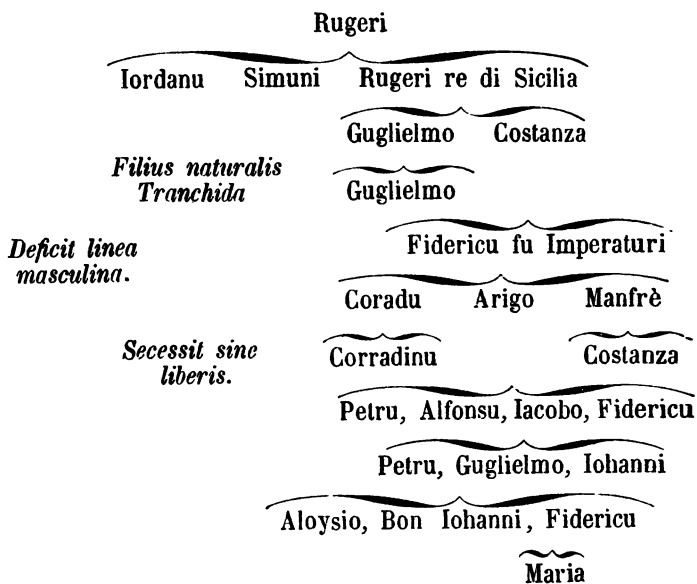 Rugeri
Iordanu Simuni Rugeri re di Sicilia
Guglielmo Costanza
Filius naturalis
Tranchida
Guglielmo
Fidericu fu Imperaturi
Deficit linea
masculina.
Coradu Arigo Manfrè
Secessit sine
liberis.
Corradinu Costanza
Petru, Alfonsu, Iacobo, Fidericu
Petru, Guglielmo, Iohanni
Aloysio, Bon Iohanni, Fidericu
Maria